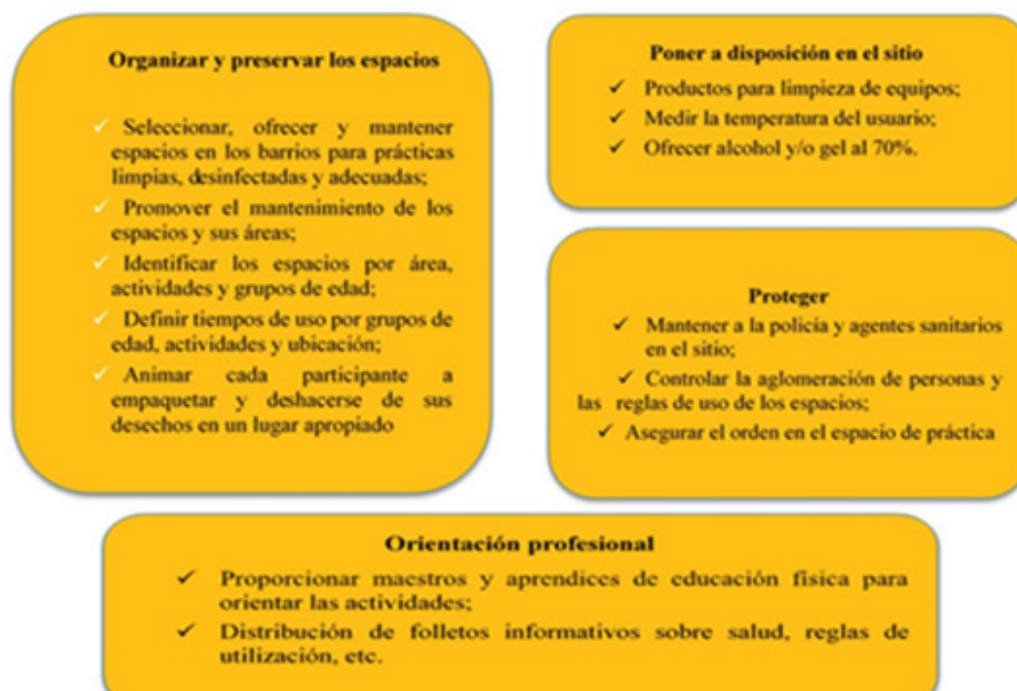 Organizar y preservar los espacios
✓ Seleccionar, ofrecer y mantener
espacios en los barrios para prácticas
limpias, desinfectadas y adecuadas;
✓ Promover el mantenimiento de los
espacios y sus áreas;
✓ Identificar los espacios por área,
actividades y grupos de edad;
✓ Definir tiempos de uso por grupos de
edad, actividades y ubicación;
✓ Animar cada participante a
empaquetar y deshacerse de sus
desechos en un lugar apropiado
Poner a disposición en el sitio
✓ Productos para limpieza de equipos;
✓ Medir la temperatura del usuario;
✓ Ofrecer alcohol y/o gel al 70%.
Proteger
✓ Mantener a la policía y agentes sanitarios
en el sitio;
✓ Controlar la aglomeración de personas y
las reglas de uso de los espacios;
✓ Asegurar el orden en el espacio de práctica
Orientación profesional
✓ Proporcionar maestros y aprendices de educación física para
orientar las actividades;
✓ Distribución de folletos informativos sobre salud, reglas de
utilización, etc.